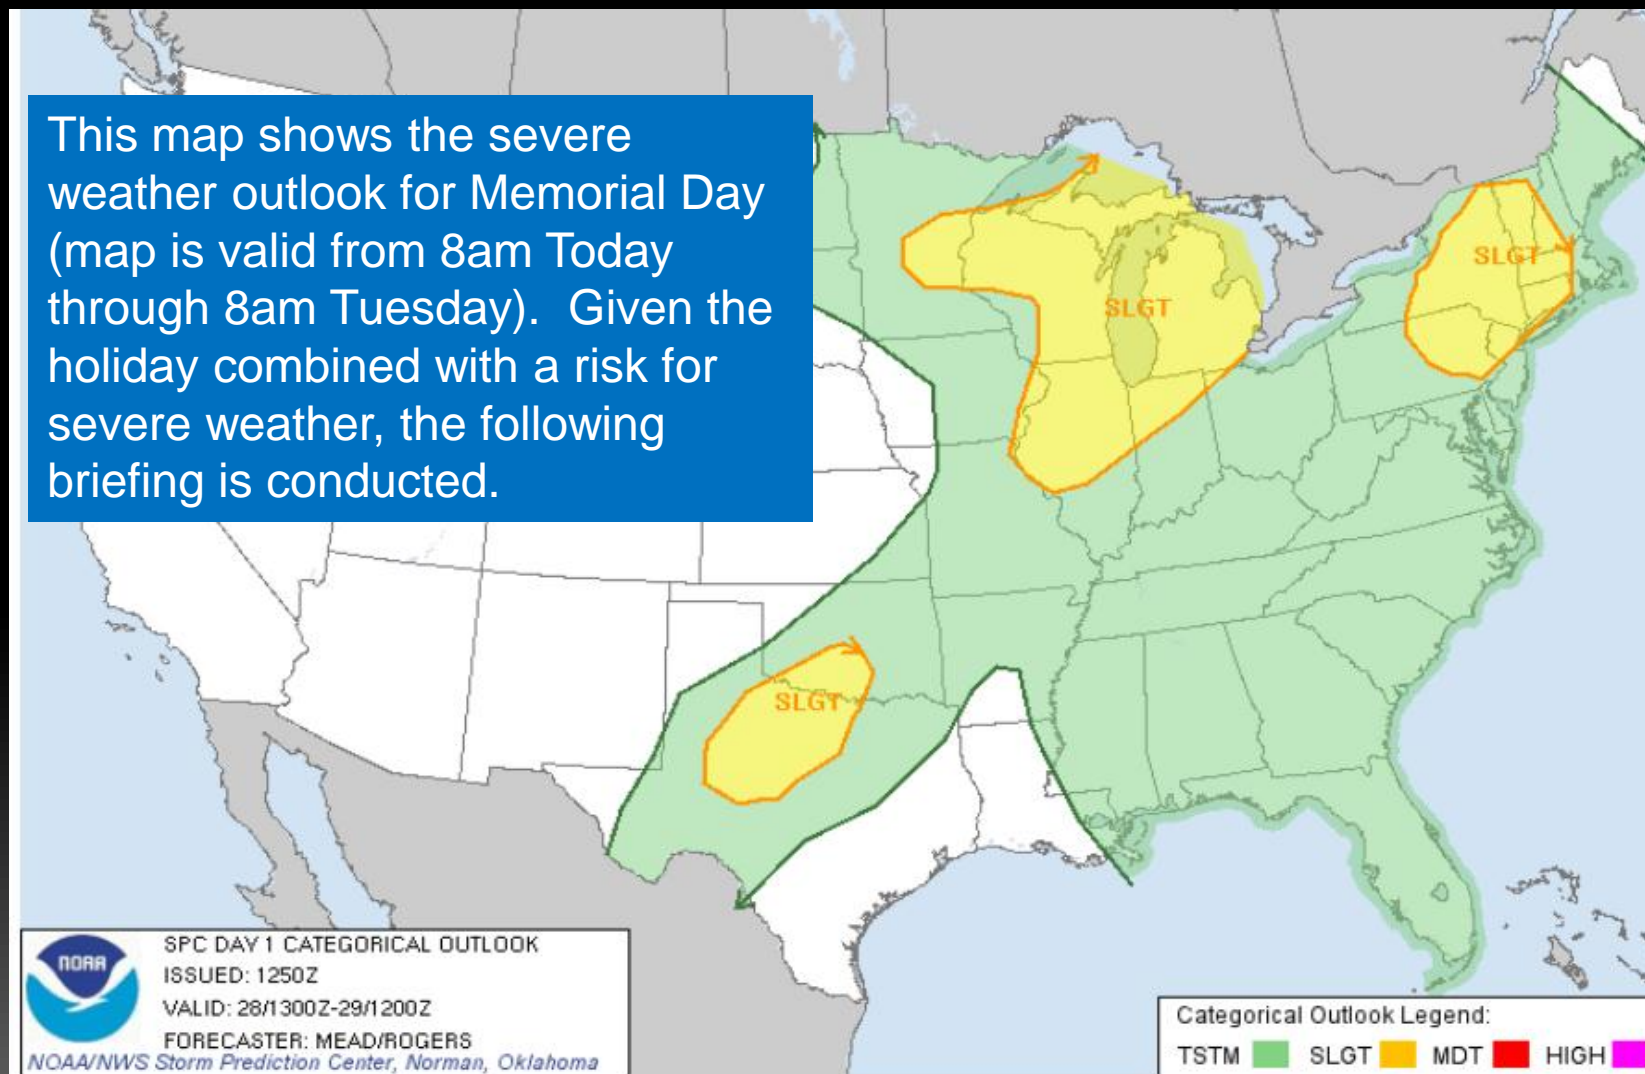 This map shows the severe
weather outlook for Memorial Day
(map is valid from 8am Today
through 8am Tuesday).  Given the
holiday combined with a risk for
severe weather, the following
briefing is conducted.
SLGT
SLGT
SLGT
NOAA
SPC DAY 1 CATEGORICAL OUTLOOK
ISSUED: 1250Z
VALID: 28/1300Z-29/1200Z
FORECASTER: MEAD/ROGERS
NOAA/NWS Storm Prediction Center, Norman, Oklahoma
Categorical Outlook Legend:
TSTM SLGT MDT HIGH